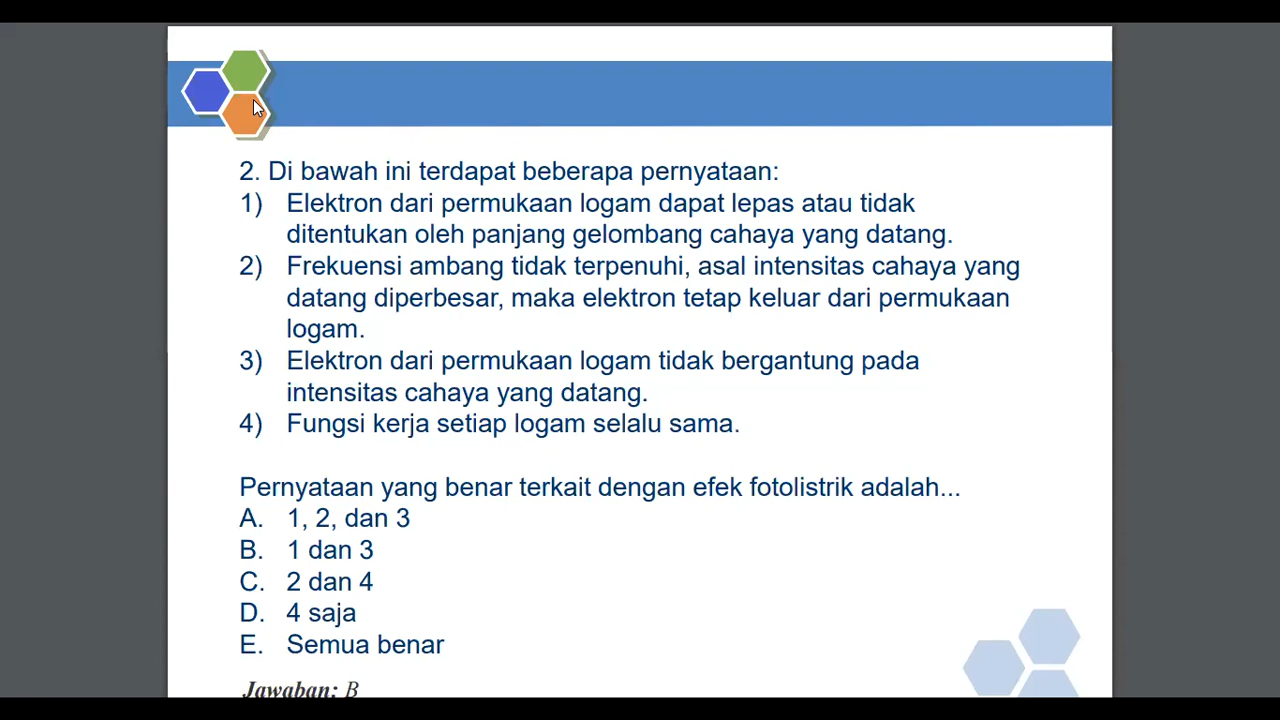 2. Di bawah ini terdapat beberapa pernyataan:
1) Elektron dari permukaan logam dapat lepas atau tidak
ditentukan oleh panjang gelombang cahaya yang datang.
2) Frekuensi ambang tidak terpenuhi, asal intensitas cahaya yang
datang diperbesar, maka elektron tetap keluar dari permukaan
logam.
3) Elektron dari permukaan logam tidak bergantung pada
intensitas cahaya yang datang.
4) Fungsi kerja setiap logam selalu sama.
Pernyataan yang benar terkait dengan efek fotolistrik adalah...
A. 1, 2, dan 3
B. 1 dan 3
C. 2 dan 4
D. 4 saja
E. Semua benar
Jawaban: B